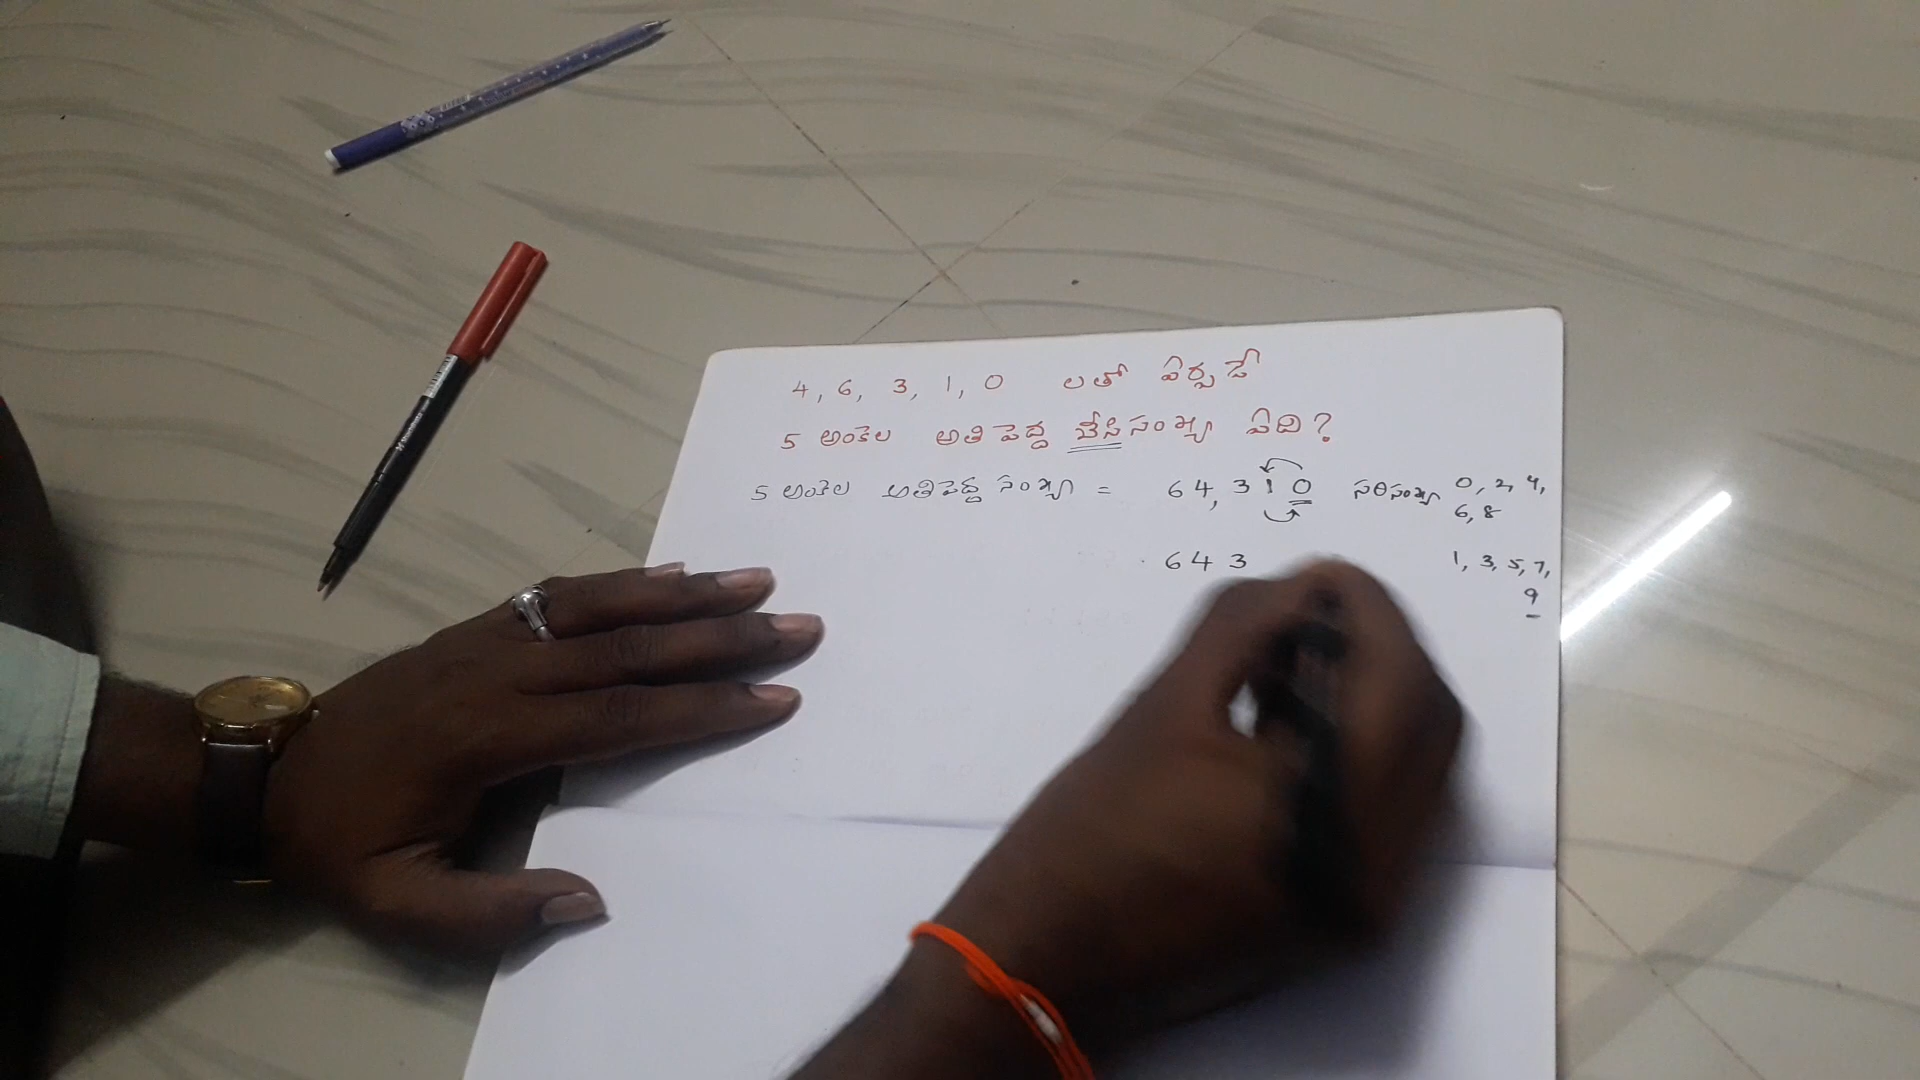 4, 6, 3, 1, 0 లతో ఏర్పడే
5 అంకెల అతి పెద్ద బేసి సంఖ్య ఏది?
5 అంకెల అతిపెద్ద సంఖ్య = 64,310 సరిసంఖ్య 0, 2, 4,
6, 8
643 1, 3, 5, 7,
9